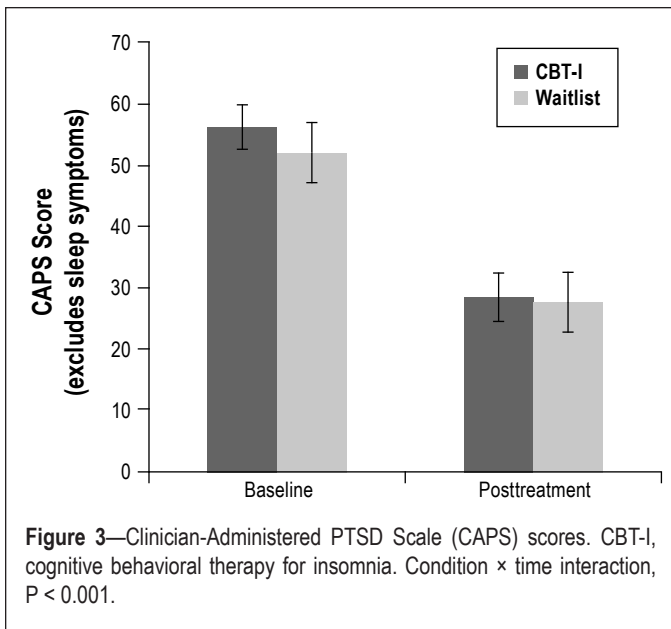 70
60
50
40
30
20
10
0
CAPS Score
(excludes sleep symptoms)
CBT-I
Waitlist
Baseline
Posttreatment
Figure 3—Clinician-Administered PTSD Scale (CAPS) scores. CBT-I,
cognitive behavioral therapy for insomnia. Condition × time interaction,
P < 0.001.